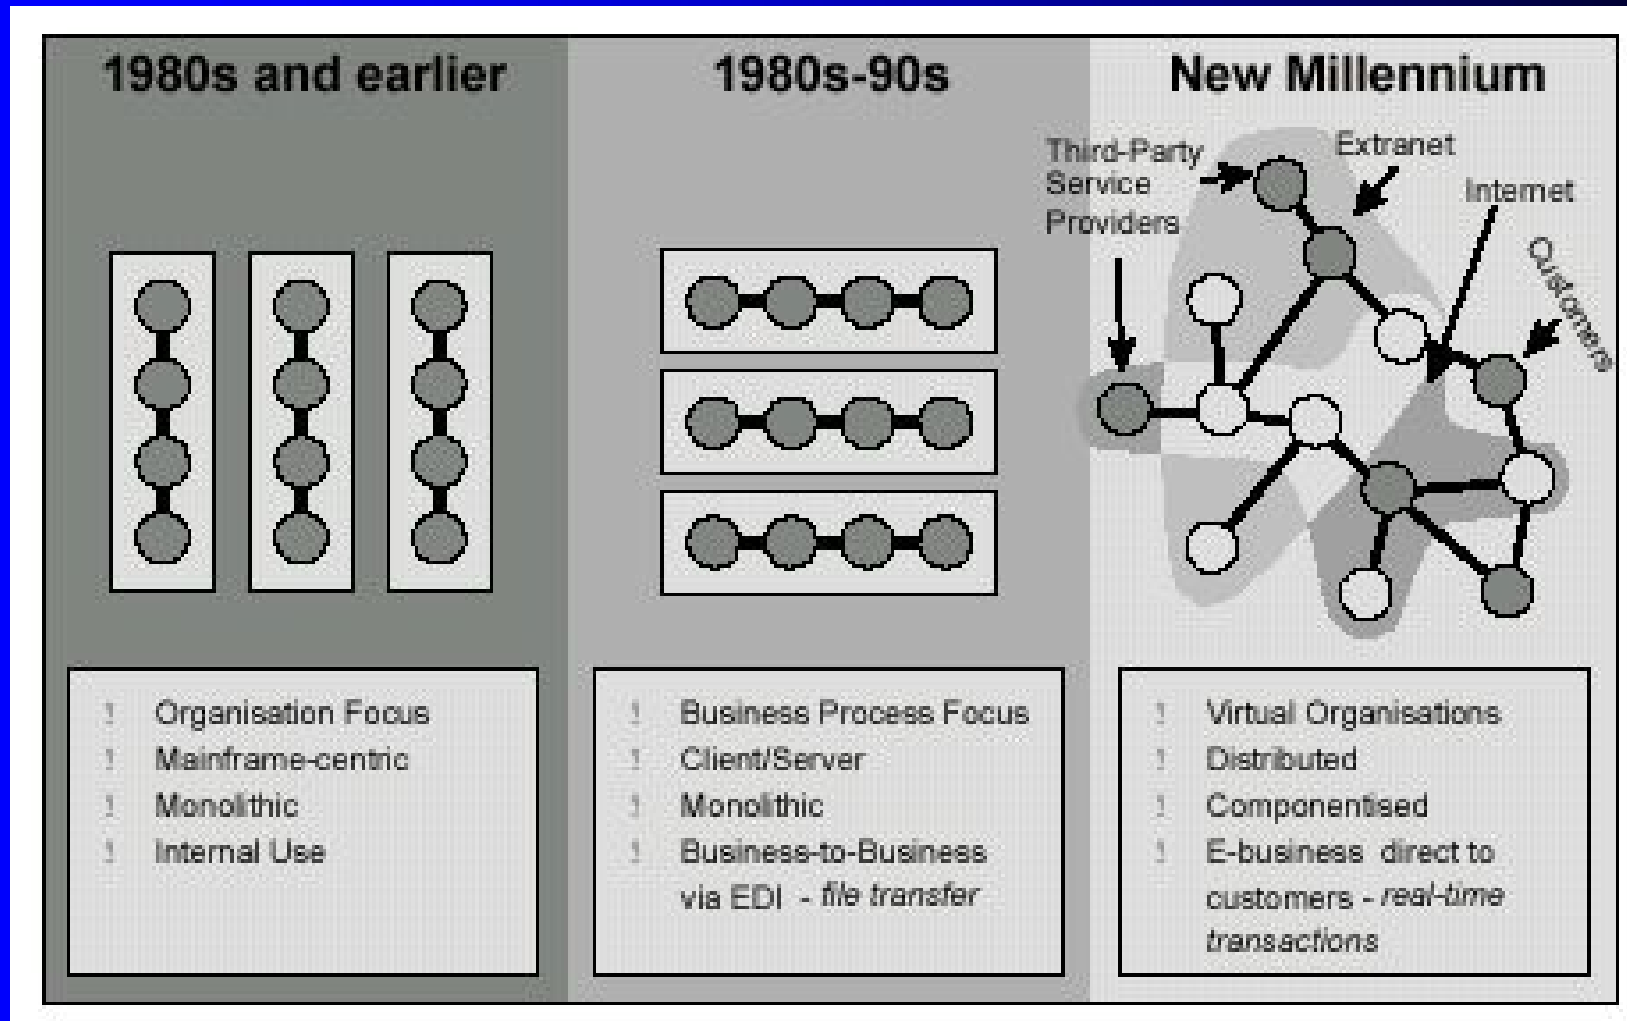 1980s and earlier
! Organisation Focus
! Mainframe-centric
! Monolithic
! Internal Use
1980s-90s
! Business Process Focus
! Client/Server
! Monolithic
! Business-to-Business
via EDI - file transfer
New Millennium
Third-Party
Service
Providers
Extranet
Internet
Customers
! Virtual Organisations
! Distributed
! Componentised
! E-business direct to
customers - real-time
transactions